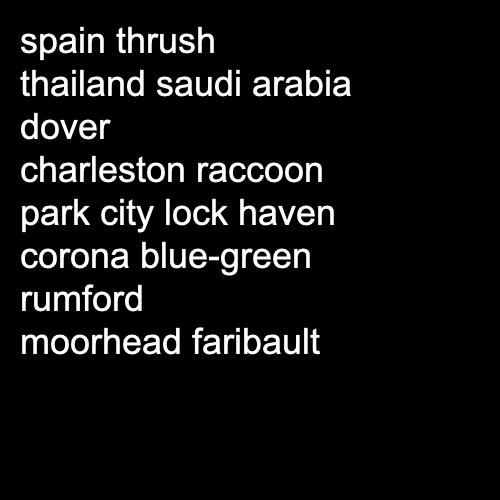 spain thrush
thailand saudi arabia
dover
charleston raccoon
park city lock haven
corona blue-green
rumford
moorhead faribault